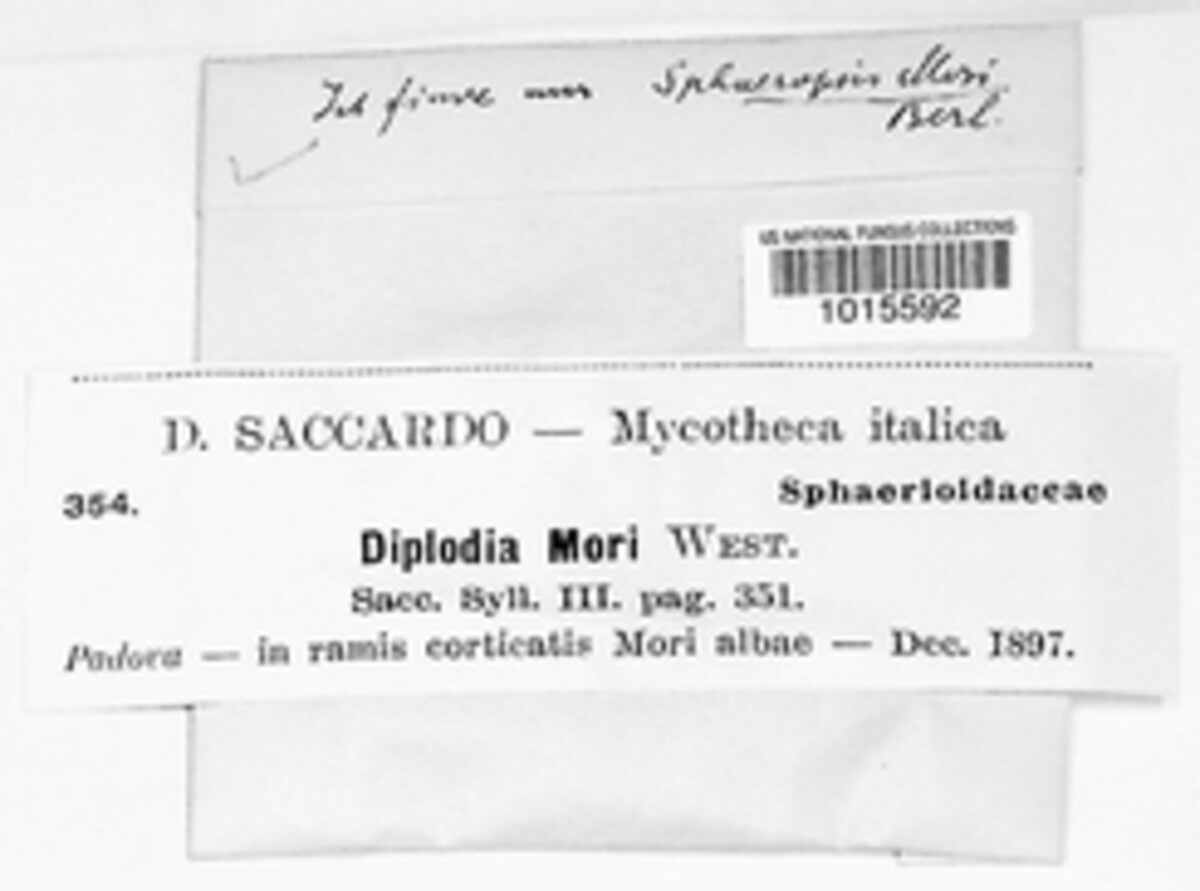 Ich finde nur Sphaeropsis Mori
Berl.
US NATIONAL FUNGUS COLLECTIONS
1015592
D. SACCARDO — Mycotheca italica
354.
Sphaerioidaceae
Diplodia Mori WEST.
Sacc. Syll. III. pag. 351.
Padova — in ramis corticatis Mori albae — Dec. 1897.